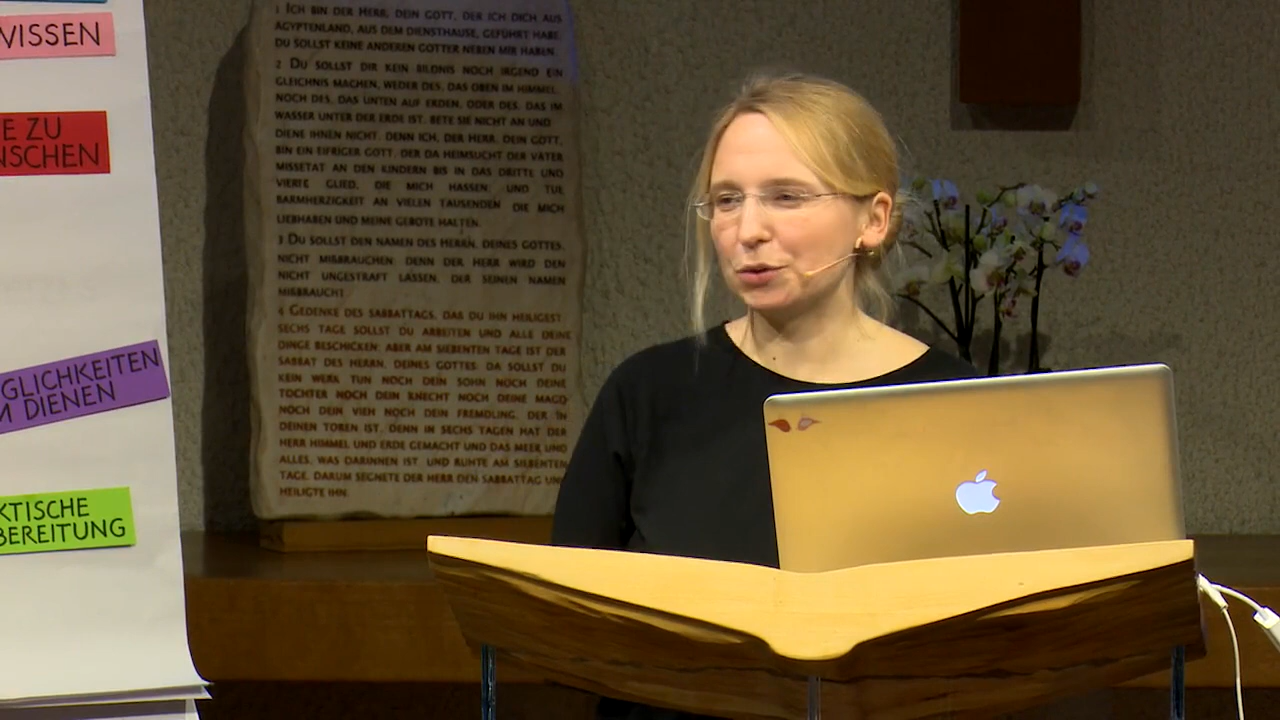 WISSEN
E ZU
NSCHEN
GLICHKEITEN
M DIENEN
KTISCHE
BEREITUNG
1 ICH BIN DER HERR, DEIN GOTT, DER ICH DICH AUS
ÄGYPTENLAND, AUS DEM DIENSTHAUSE, GEFÜHRT HABE.
DU SOLLST KEINE ANDEREN GÖTTER NEBEN MIR HABEN.
2 DU SOLLST DIR KEIN BILDNIS NOCH IRGEND EIN
GLEICHNIS MACHEN, WEDER DES, DAS OBEN IM HIMMEL,
NOCH DES, DAS UNTEN AUF ERDEN, ODER DES, DAS IM
WASSER UNTER DER ERDE IST. BETE SIE NICHT AN UND
DIENE IHNEN NICHT. DENN ICH, DER HERR, DEIN GOTT,
BIN EIN EIFRIGER GOTT, DER DA HEIMSUCHT DER VÄTER
MISSETAT AN DEN KINDERN BIS IN DAS DRITTE UND
VIERTE GLIED, DIE MICH HASSEN; UND TUE
BARMHERZIGKEIT AN VIELEN TAUSENDEN, DIE MICH
LIEBHABEN UND MEINE GEBOTE HALTEN.
3 DU SOLLST DEN NAMEN DES HERRN, DEINES GOTTES,
NICHT MIßBRAUCHEN; DENN DER HERR WIRD DEN
NICHT UNGESTRAFT LASSEN, DER SEINEN NAMEN
MIßBRAUCHT.
4 GEDENKE DES SABBATTAGS, DAß DU IHN HEILIGEST.
SECHS TAGE SOLLST DU ARBEITEN UND ALLE DEINE
DINGE BESCHICKEN; ABER AM SIEBENTEN TAGE IST DER
SABBAT DES HERRN, DEINES GOTTES. DA SOLLST DU
KEIN WERK TUN NOCH DEIN SOHN NOCH DEINE
TOCHTER NOCH DEIN KNECHT NOCH DEINE MAGD
NOCH DEIN VIEH NOCH DEIN FREMDLING, DER IN
DEINEN TOREN IST. DENN IN SECHS TAGEN HAT DER
HERR HIMMEL UND ERDE GEMACHT UND DAS MEER UND
ALLES, WAS DARINNEN IST, UND RUHTE AM SIEBENTEN
TAGE. DARUM SEGNETE DER HERR DEN SABBATTAG UND
HEILIGTE IHN.